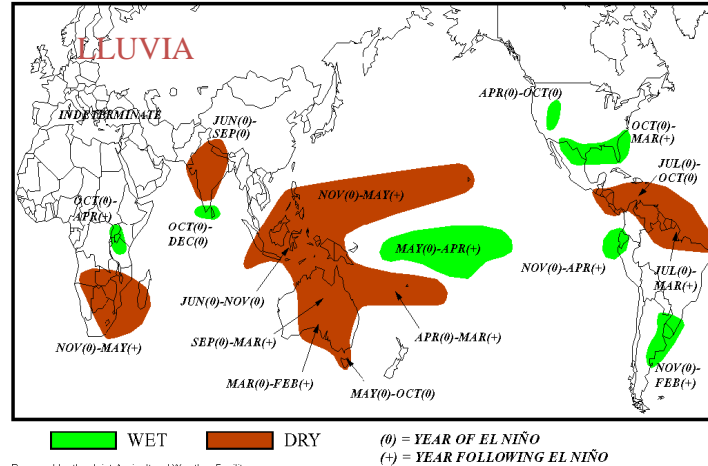 LLUVIA
APR(0)-OCT(0)
INDETERMINATE
JUN(0)-
SEP(0)
OCT(0)-
MAR(+)
JUL(0)-
OCT(0)
OCT(0)-
APR(+)
NOV(0)-MAY(+)
OCT(0)-
DEC(0)
MAY(0)-APR(+)
NOV(0)-APR(+)
JUL(0)-
MAR(+)
JUN(0)-NOV(0)
NOV(0)-MAY(+)
SEP(0)-MAR(+)
APR(0)-MAR(+)
MAR(0)-FEB(+)
MAY(0)-OCT(0)
NOV(0)-
FEB(+)
WET
DRY
(0) = YEAR OF EL NIÑO
(+) = YEAR FOLLOWING EL NIÑO